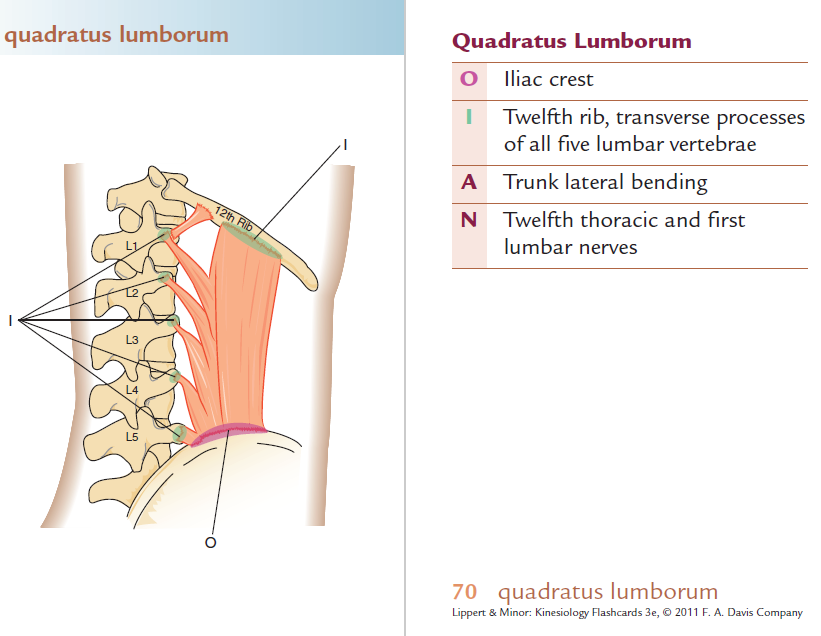 quadratus lumborum
I
12th Rib
L1
L2
I
L3
L4
L5
O
Quadratus Lumborum
O Iliac crest
I Twelfth rib, transverse processes
of all five lumbar vertebrae
A Trunk lateral bending
N Twelfth thoracic and first
lumbar nerves
70 quadratus lumborum
Lippert & Minor: Kinesiology Flashcards 3e, © 2011 F. A. Davis Company